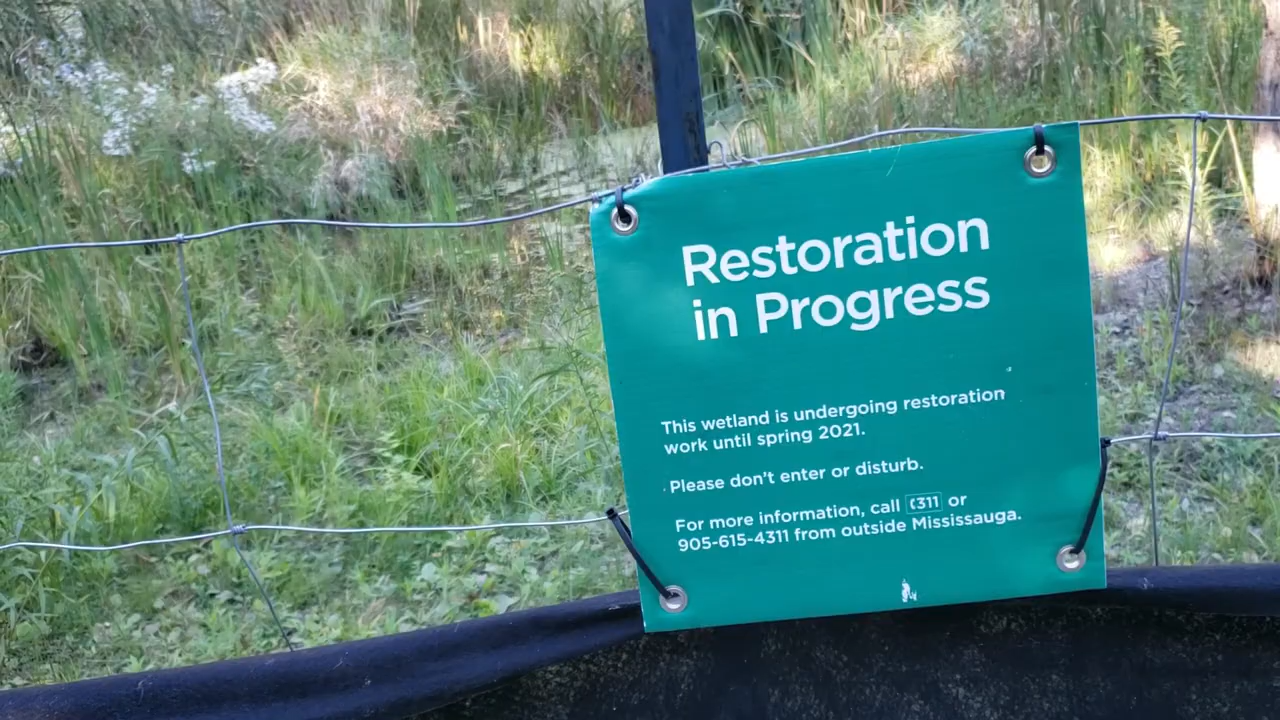 Restoration
in Progress
This wetland is undergoing restoration
work until spring 2021.
Please don't enter or disturb.
For more information, call 311 or
905-615-4311 from outside Mississauga.